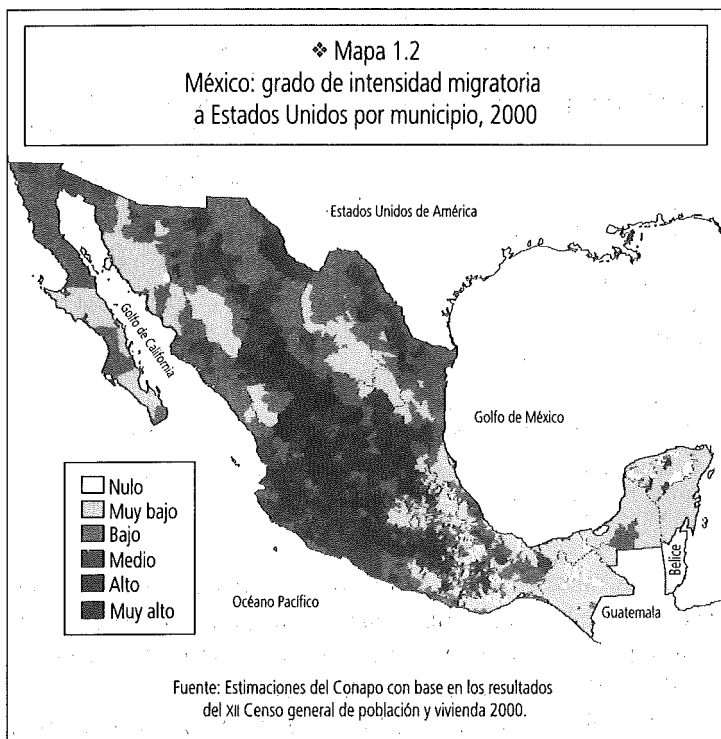 ❖ Mapa 1.2
México: grado de intensidad migratoria
a Estados Unidos por municipio, 2000
Estados Unidos de América
Golfo de California
Golfo de México
Nulo
Muy bajo
Bajo
Medio
Alto
Muy alto
Belice
Océano Pacífico
Guatemala
Fuente: Estimaciones del Conapo con base en los resultados
del XII Censo general de población y vivienda 2000.